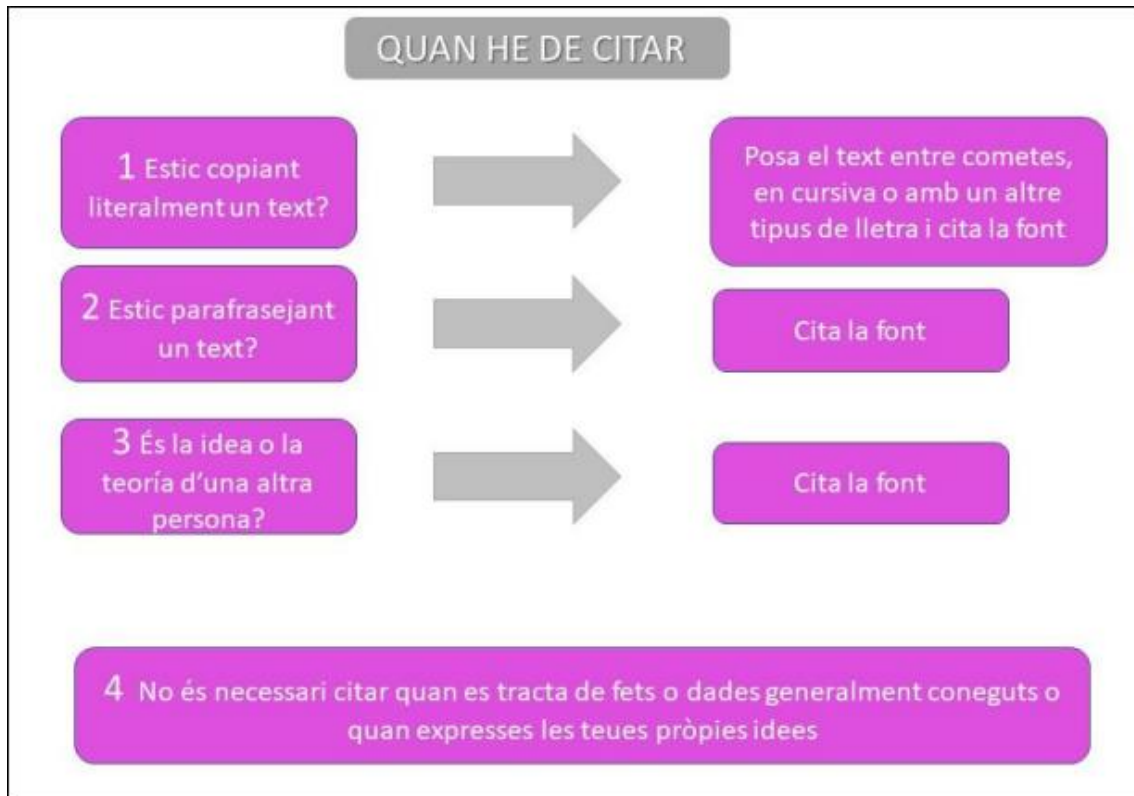 QUAN HE DE CITAR
1 Estic copiant
literalment un text?
Posa el text entre cometes,
en cursiva o amb un altre
tipus de lletra i cita la font
2 Estic parafrasejant
un text?
Cita la font
3 És la idea o la
teoría d'una altra
persona?
Cita la font
4 No és necessari citar quan es tracta de fets o dades generalment coneguts o
quan expresses les teues pròpies idees